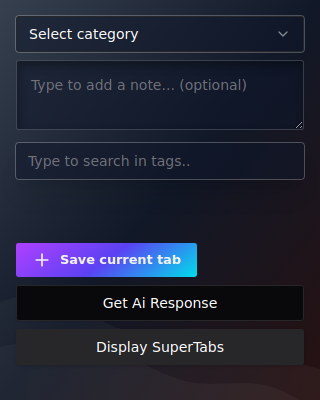 Select category
Type to add a note... (optional)
Type to search in tags..
Save current tab
Get Ai Response
Display SuperTabs